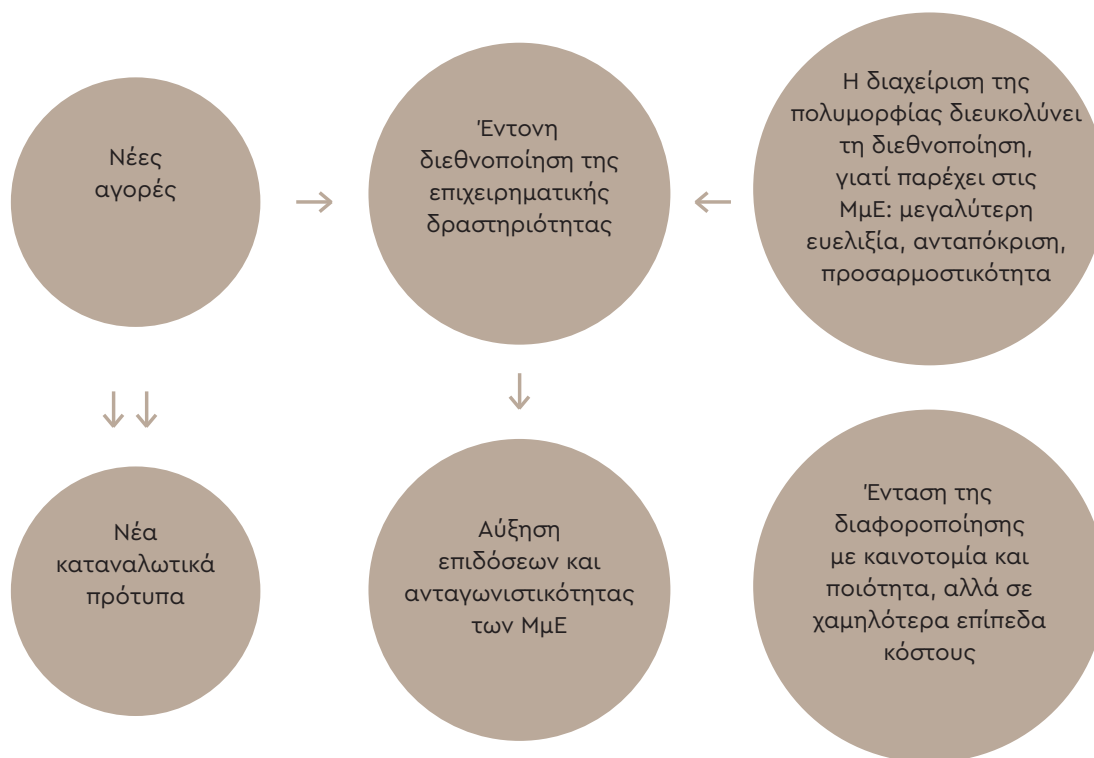 Νέες
αγορές
Έντονη
διεθνοποίηση της
επιχειρηματικής
δραστηριότητας
Η διαχείριση της
πολυμορφίας διευκολύνει
τη διεθνοποίηση,
γιατί παρέχει στις
ΜμΕ: μεγαλύτερη
ευελιξία, ανταπόκριση,
προσαρμοστικότητα
Νέα
καταναλωτικά
πρότυπα
Αύξηση
επιδόσεων και
ανταγωνιστικότητας
των ΜμΕ
Ένταση της
διαφοροποίησης
με καινοτομία και
ποιότητα, αλλά σε
χαμηλότερα επίπεδα
κόστους